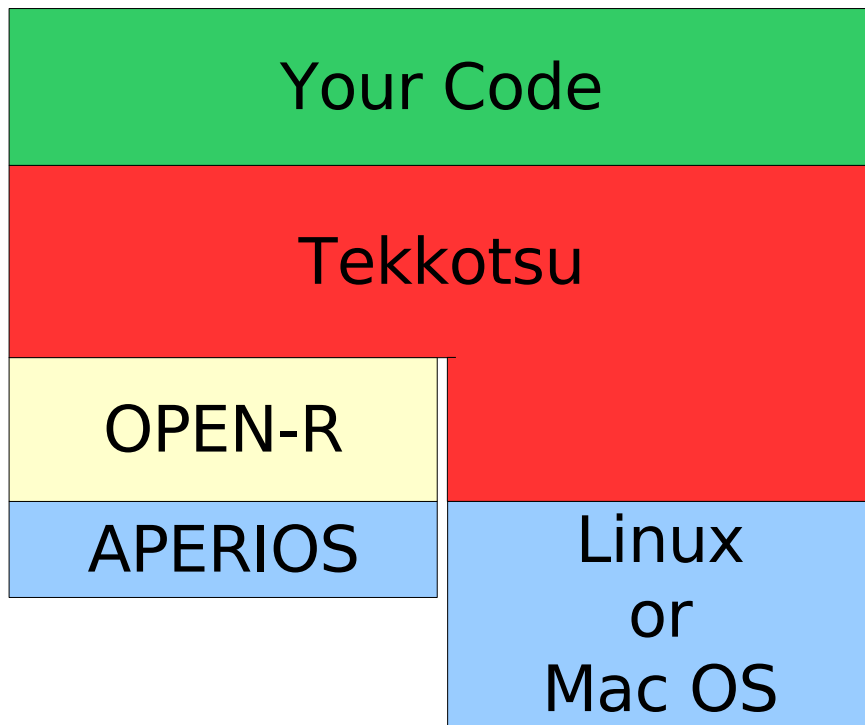 Your Code
Tekkotsu
OPEN-R
APERIOS
Linux
or
Mac OS